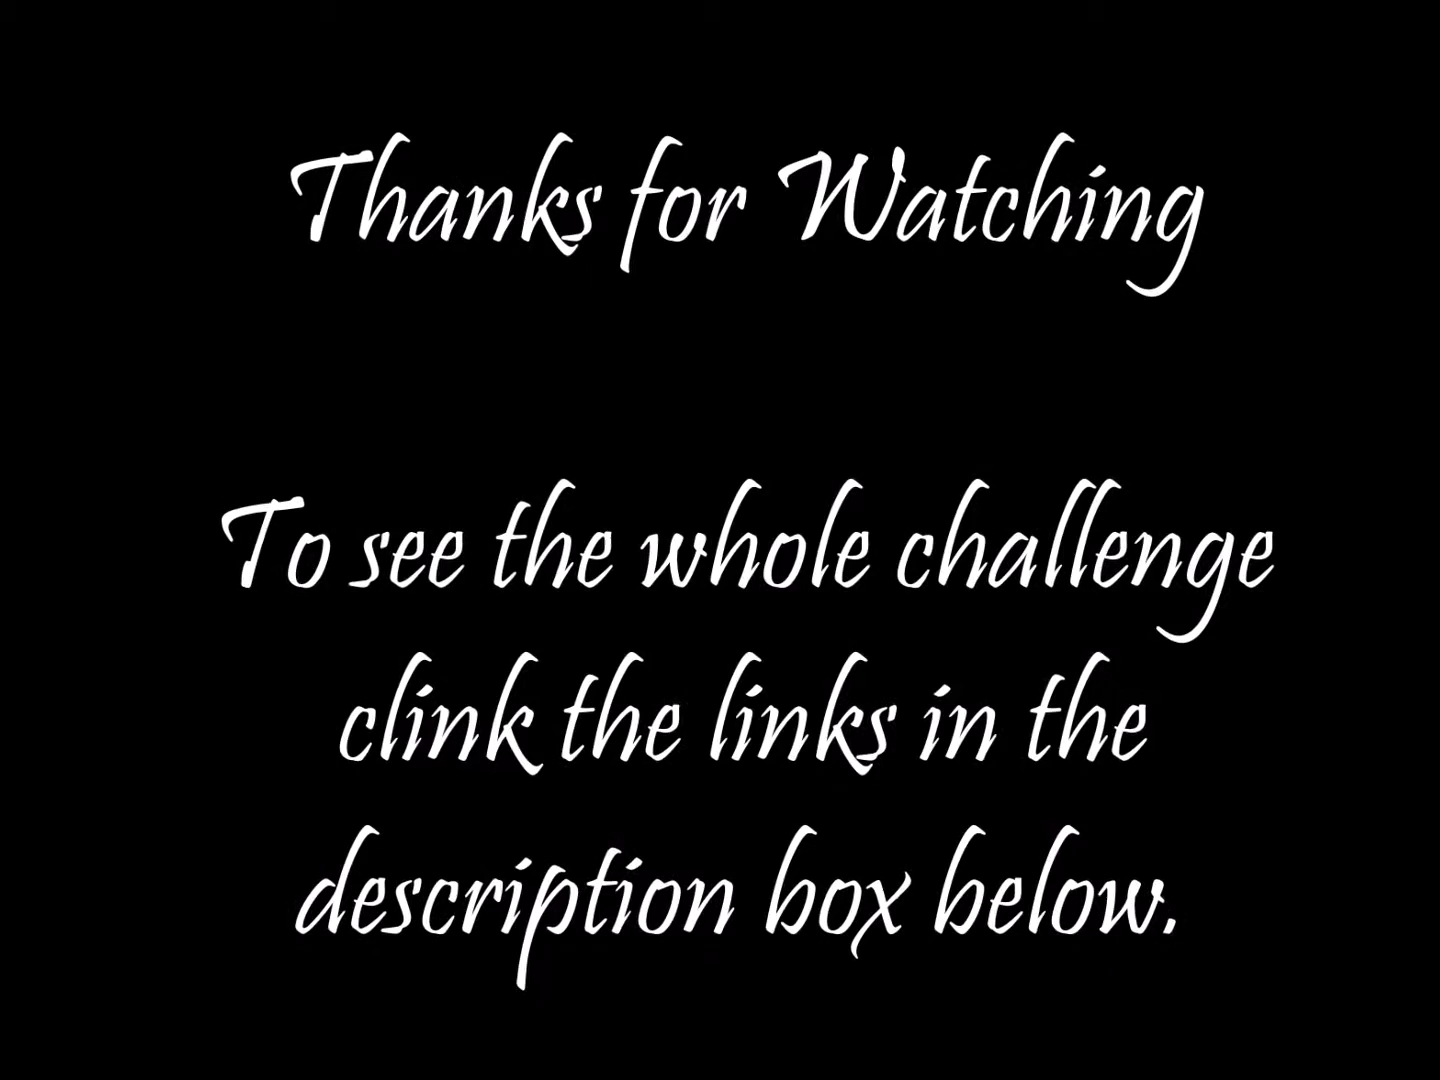 Thanks for Watching
To see the whole challenge
clink the links in the
description box below.